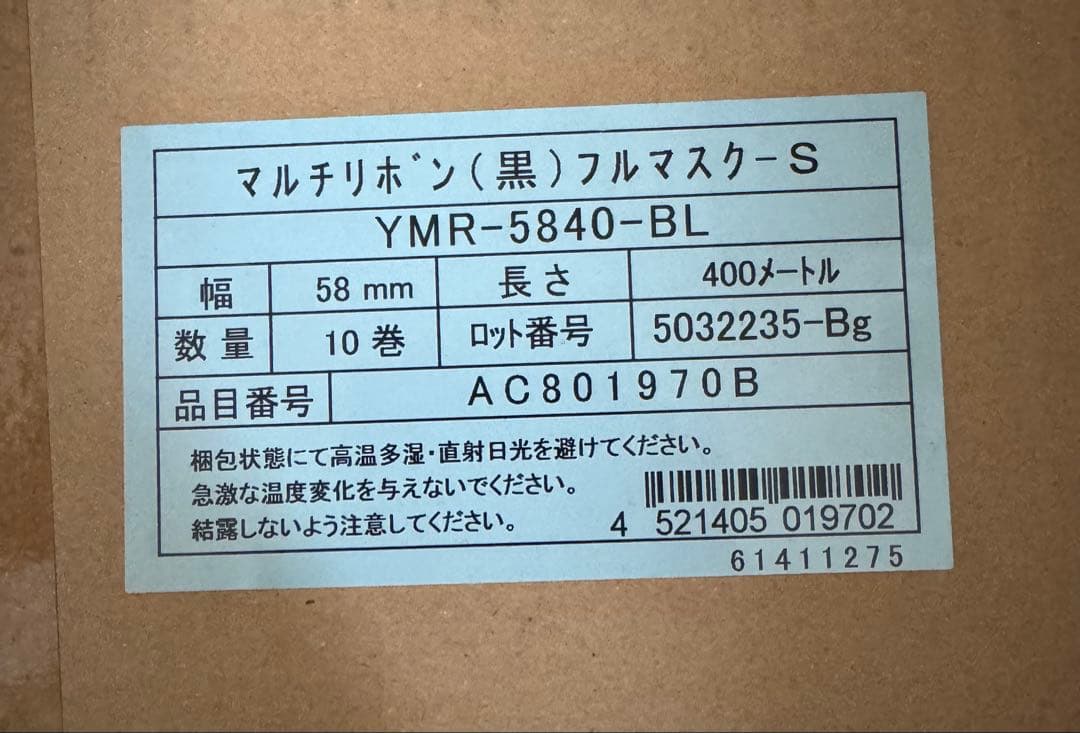 マルチリボン(黒)フルマスク-S
YMR-5840-BL
幅 58 mm 長さ 400メートル
数量 10 巻 ロット番号 5032235-Bg
品目番号 AC801970B
梱包状態にて高温多湿・直射日光を避けてください。
急激な温度変化を与えないでください。
結露しないよう注意してください。
4 521405 019702
61411275